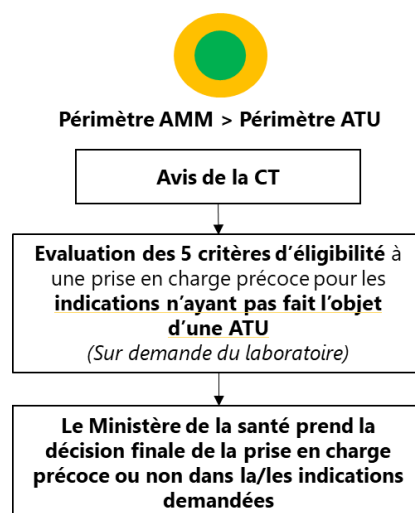 Périmètre AMM > Périmètre ATU
Avis de la CT
Evaluation des 5 critères d'éligibilité à
une prise en charge précoce pour les
indications n'ayant pas fait l'objet
d'une ATU
(Sur demande du laboratoire)
Le Ministère de la santé prend la
décision finale de la prise en charge
précoce ou non dans la/les indications
demandées